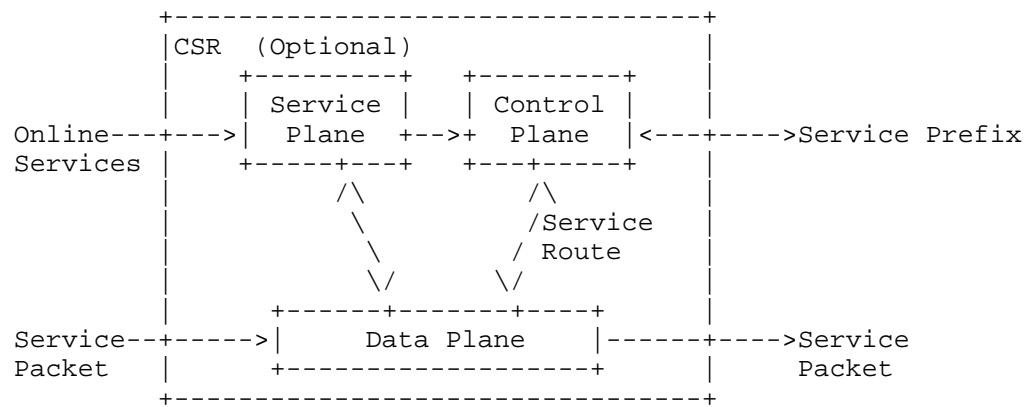 CSR (Optional)
Service Control
Online Plane Plane Service Prefix
Services
Service
Route
Service Data Plane Service
Packet Packet